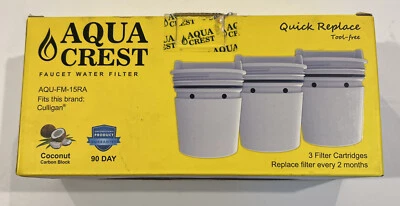 AQUA
CREST
FAUCET WATER FILTER
AQU-FM-15RA
Fits this brand:
Culligan®
Coconut
Carbon Block
PRODUCT
90 DAY
Quick Replace
Tool-free
3 Filter Cartridges
Replace filter every 2 months